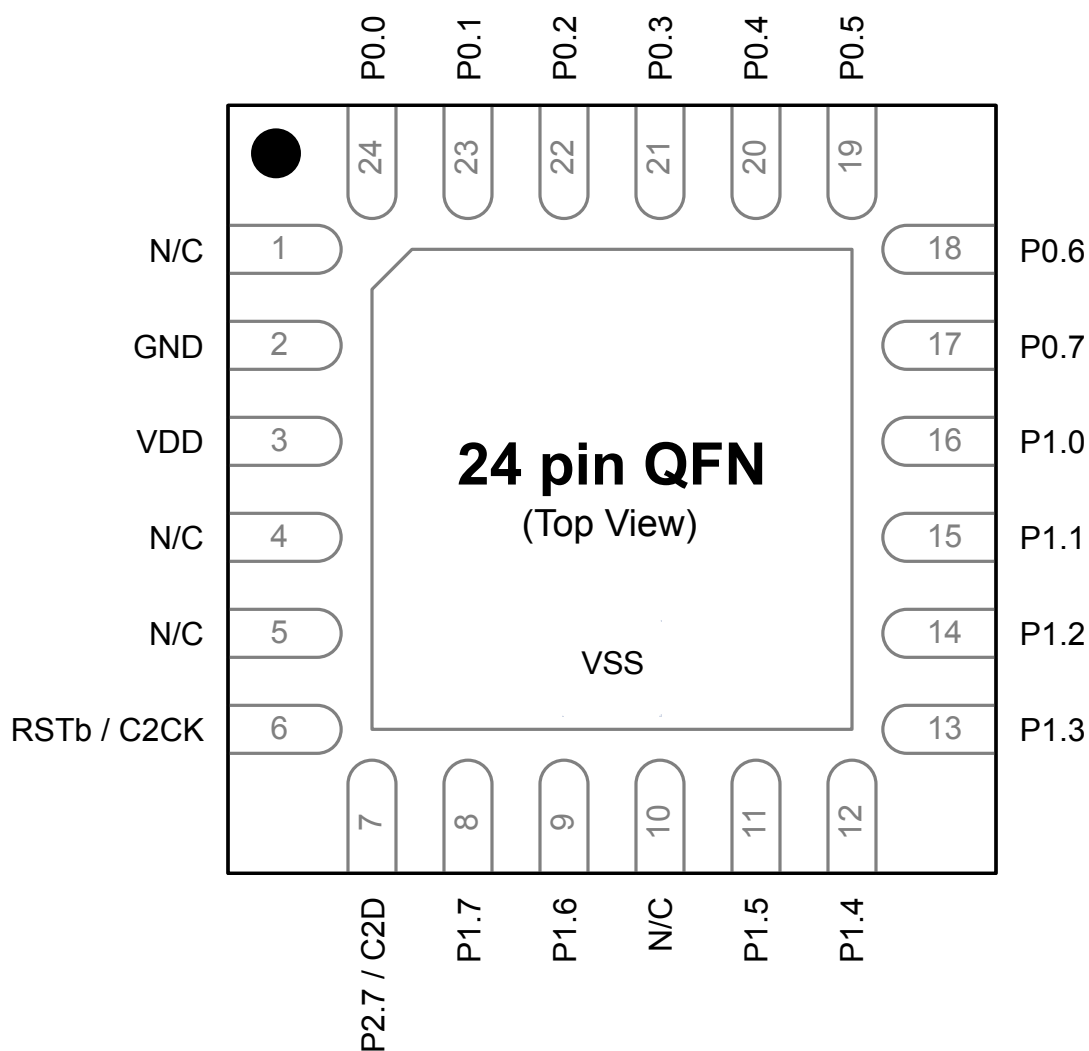 P0.0
P0.1
P0.2
P0.3
P0.4
P0.5
24
23
22
21
20
19
N/C
1
18
P0.6
GND
2
17
P0.7
VDD
3
16
P1.0
N/C
4
15
P1.1
N/C
5
14
P1.2
RSTb / C2CK
6
13
P1.3
24 pin QFN
(Top View)
VSS
7
8
9
10
11
12
P2.7 / C2D
P1.7
P1.6
N/C
P1.5
P1.4